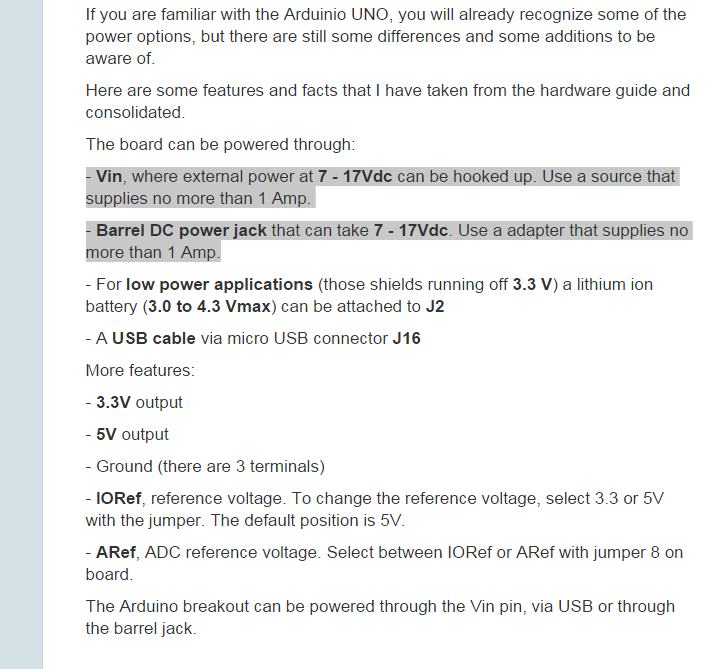 If you are familiar with the Arduinio UNO, you will already recognize some of the
power options, but there are still some differences and some additions to be
aware of.
Here are some features and facts that I have taken from the hardware guide and
consolidated.
The board can be powered through:
- Vin, where external power at 7 - 17Vdc can be hooked up. Use a source that
supplies no more than 1 Amp.
- Barrel DC power jack that can take 7 - 17Vdc. Use a adapter that supplies no
more than 1 Amp.
- For low power applications (those shields running off 3.3 V) a lithium ion
battery (3.0 to 4.3 Vmax) can be attached to J2
- A USB cable via micro USB connector J16
More features:
- 3.3V output
- 5V output
- Ground (there are 3 terminals)
- IORef, reference voltage. To change the reference voltage, select 3.3 or 5V
with the jumper. The default position is 5V.
- ARef, ADC reference voltage. Select between IORef or ARef with jumper 8 on
board.
The Arduino breakout can be powered through the Vin pin, via USB or through
the barrel jack.